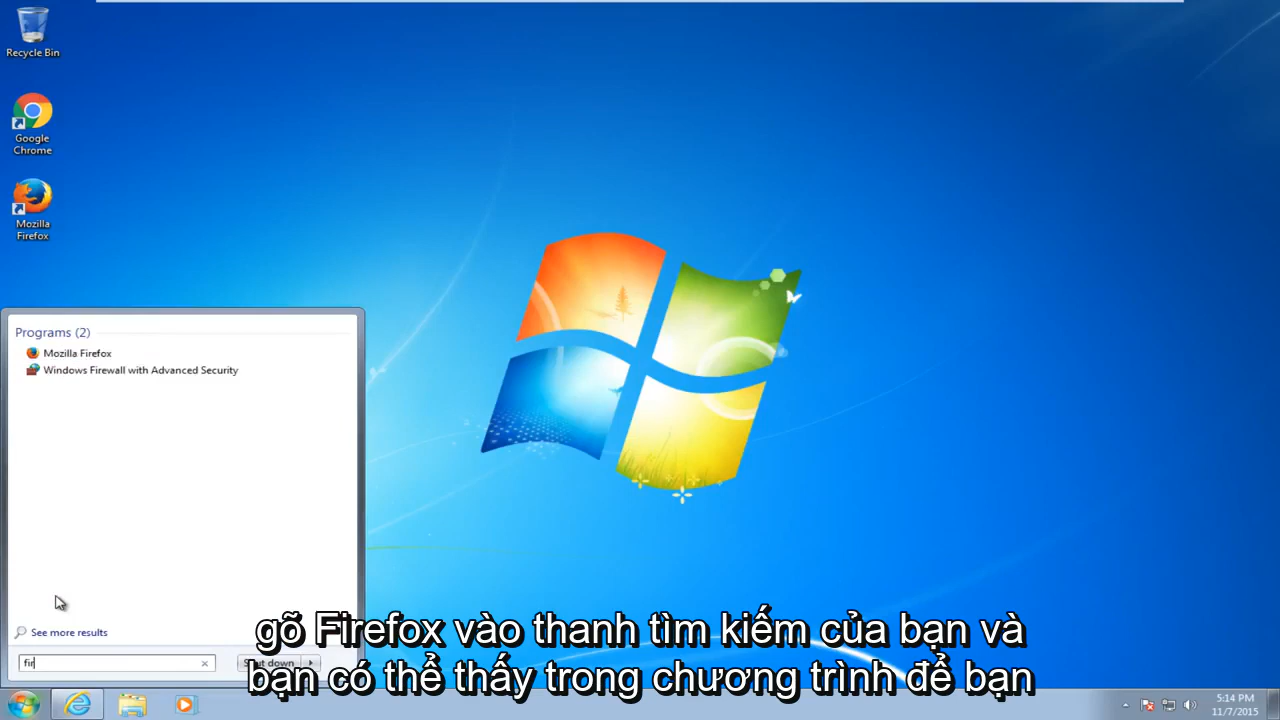 Recycle Bin
Google
Chrome
Mozilla
Firefox
Programs (2)
Mozilla Firefox
Windows Firewall with Advanced Security
See more results
fir
Shut down
gõ Firefox vào thanh tìm kiếm của bạn và
bạn có thể thấy trong chương trình để bạn
5:14 PM
11/7/2015